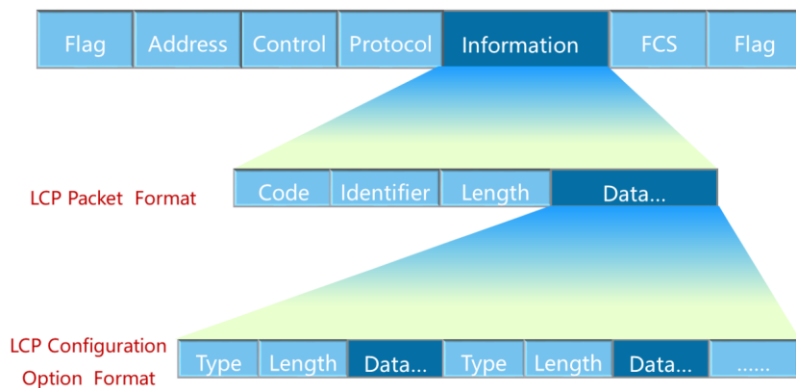 Flag Address Control Protocol Information FCS Flag
LCP Packet Format Code Identifier Length Data...
LCP Configuration
Option Format
Type Length Data... Type Length Data... ......